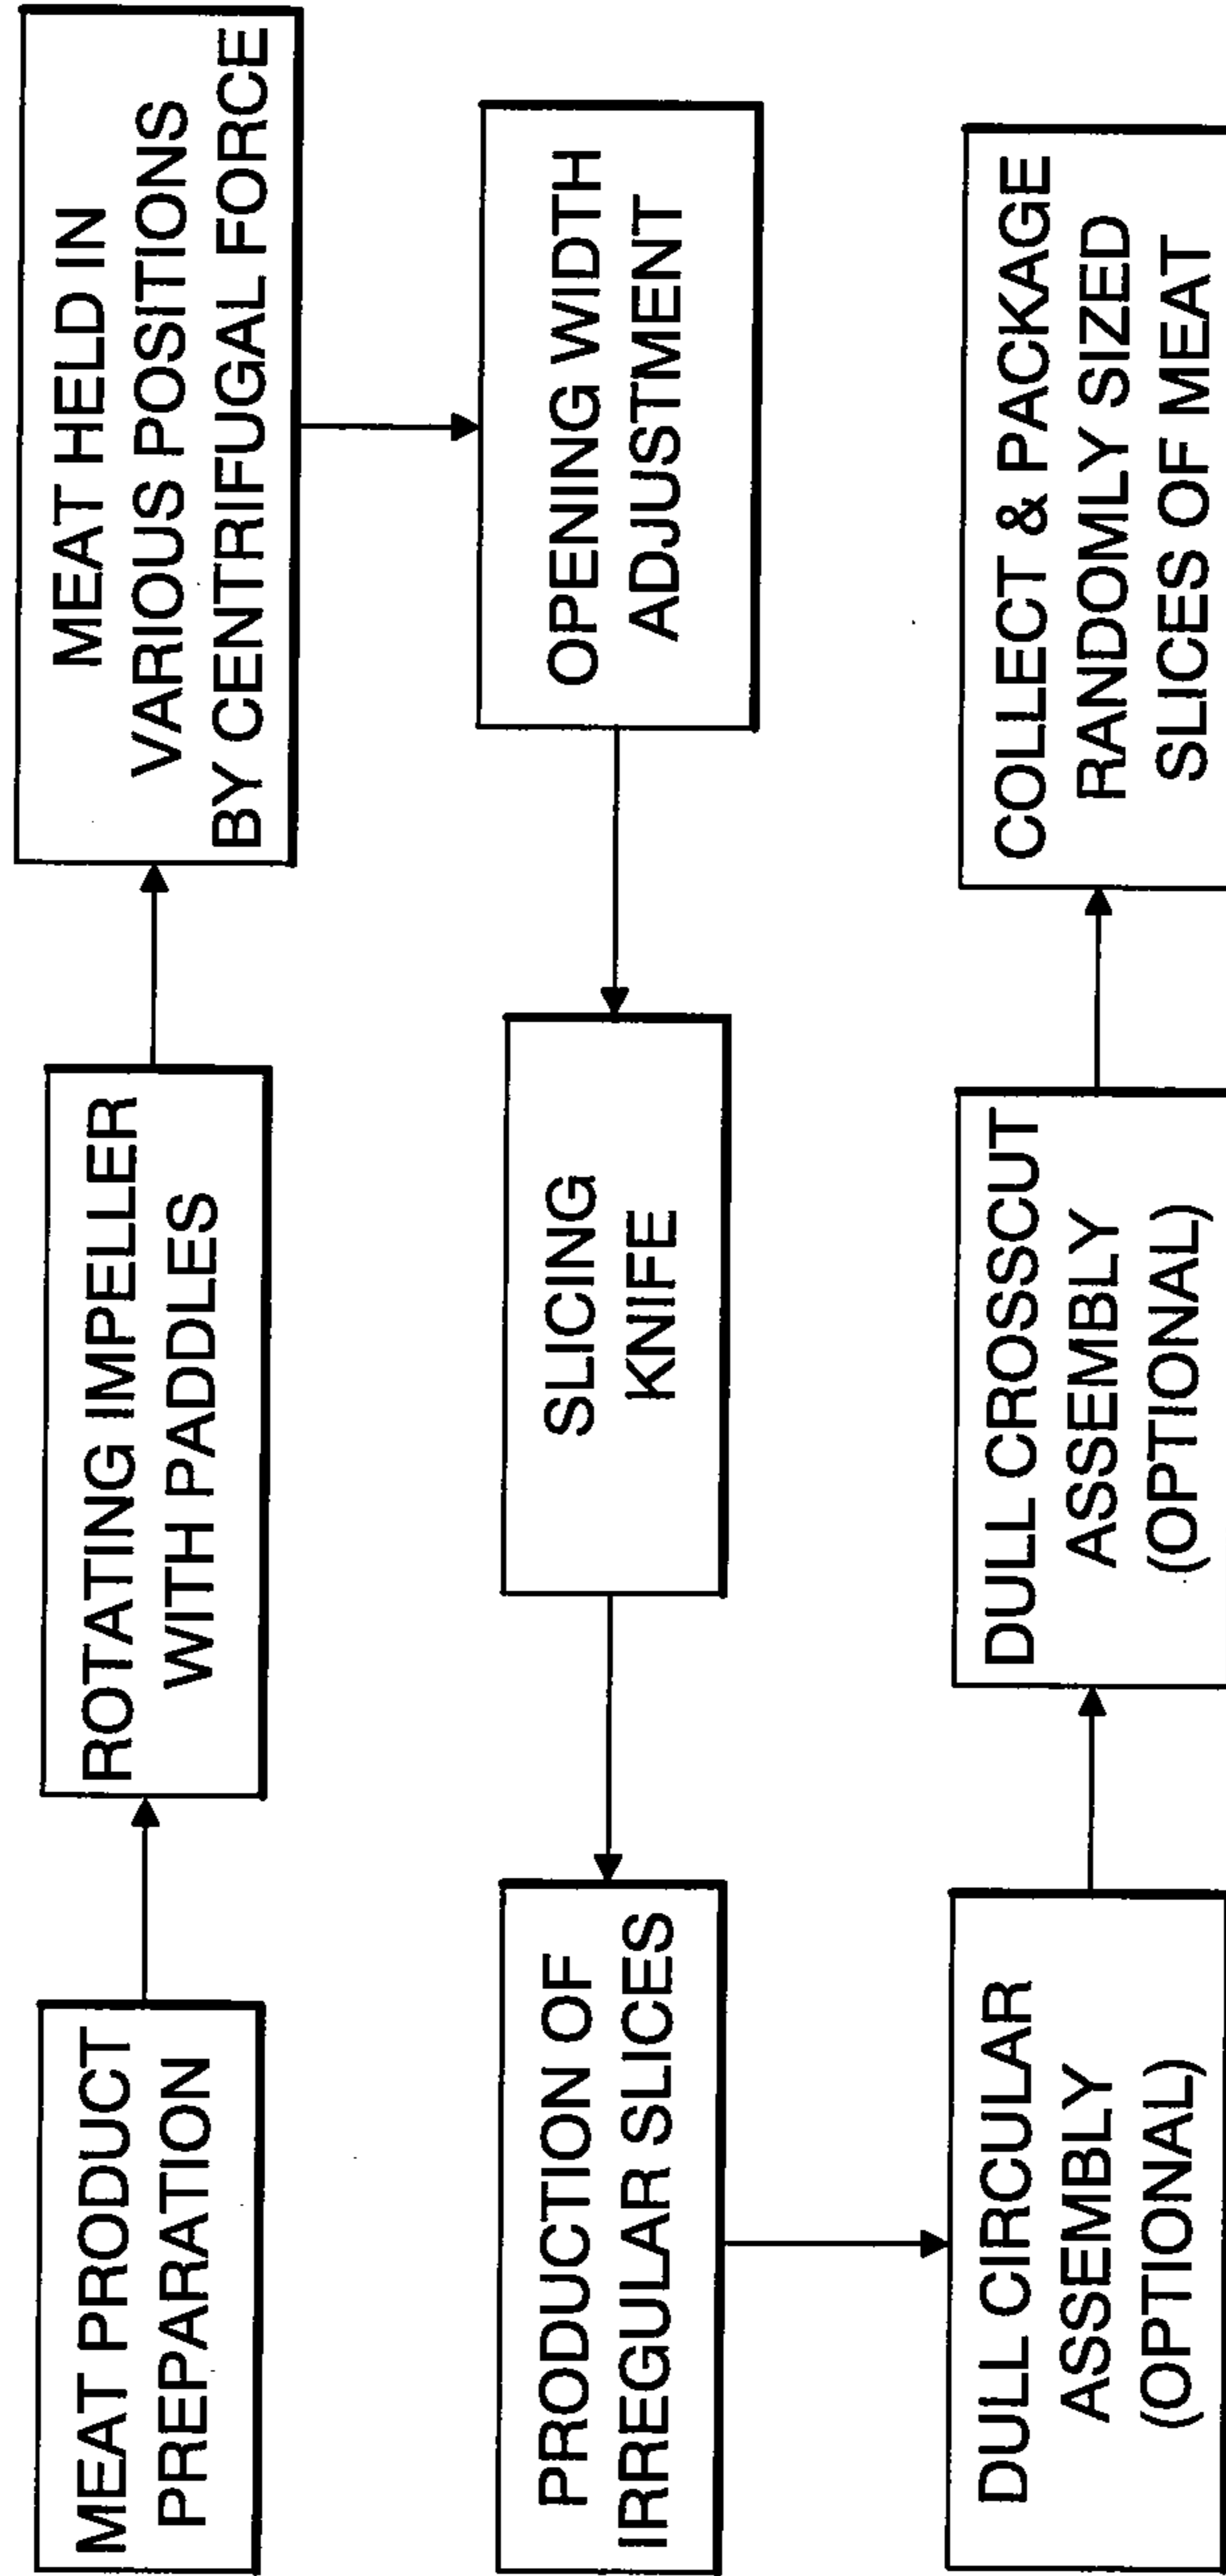 MEAT PRODUCT
PREPARATION
ROTATING IMPELLER
WITH PADDLES
MEAT HELD IN
VARIOUS POSITIONS
BY CENTRIFUGAL FORCE
OPENING WIDTH
ADJUSTMENT
SLICING
KNIFE
PRODUCTION OF
IRREGULAR SLICES
DULL CIRCULAR
ASSEMBLY
(OPTIONAL)
DULL CROSSCUT
ASSEMBLY
(OPTIONAL)
COLLECT & PACKAGE
RANDOMLY SIZED
SLICES OF MEAT